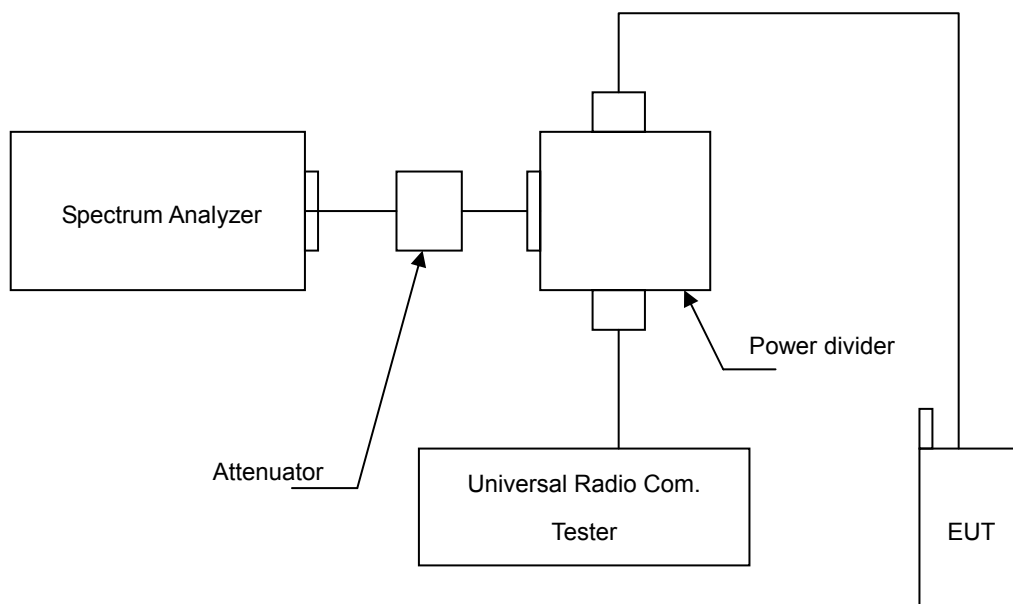 Spectrum Analyzer
Power divider
Attenuator
Universal Radio Com.
Tester
EUT